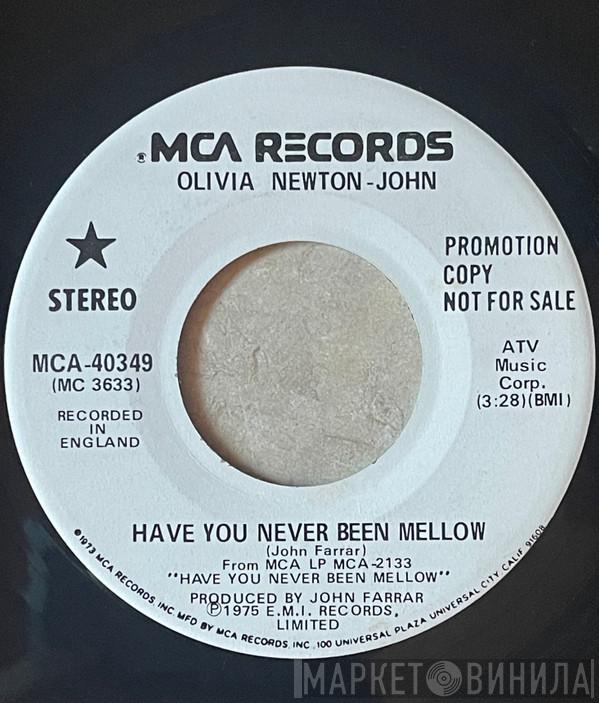 ®MCA RECORDS
OLIVIA NEWTON-JOHN
STEREO
PROMOTION
COPY
NOT FOR SALE
MCA-40349
(MC 3633)
RECORDED
IN
ENGLAND
ATV
Music
Corp.
(3:28)(BMI)
HAVE YOU NEVER BEEN MELLOW
(John Farrar)
From MCA LP MCA-2133
"HAVE YOU NEVER BEEN MELLOW"
PRODUCED BY JOHN FARRAR
℗1975 E.M.I. RECORDS,
LIMITED
©1973 MCA RECORDS, INC MFD BY MCA RECORDS, INC., 100 UNIVERSAL PLAZA UNIVERSAL CITY, CALIF. 91608
МАРКЕТ ВИНИЛА